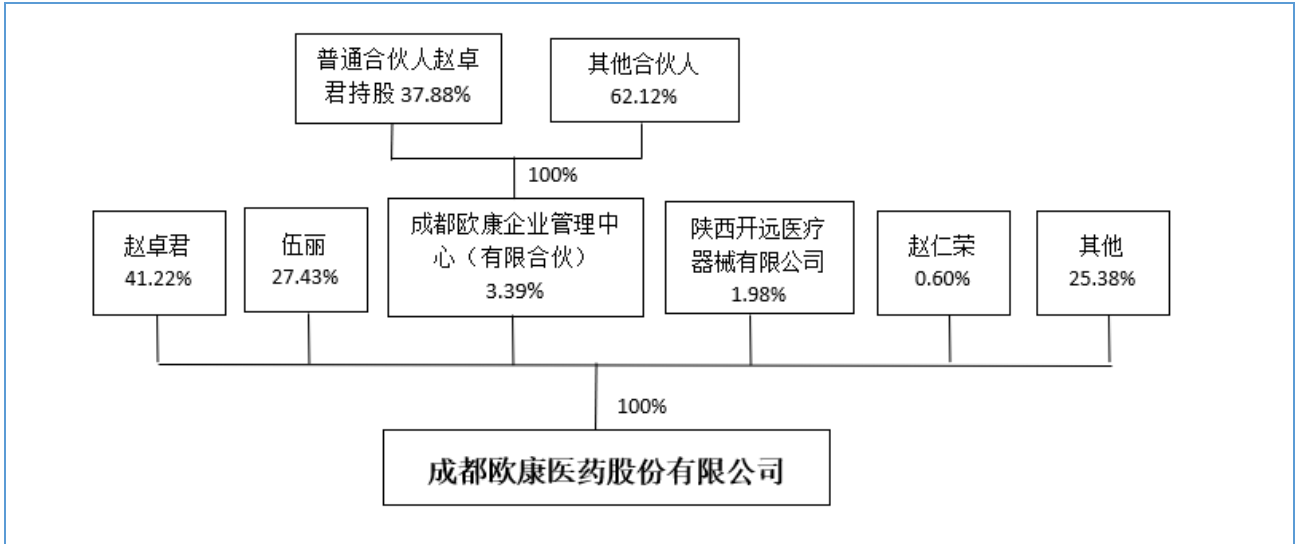 普通合伙人赵卓
君持股 37.88%
其他合伙人
62.12%
100%
赵卓君
41.22%
伍丽
27.43%
成都欧康企业管理中
心（有限合伙）
3.39%
陕西开远医疗
器械有限公司
1.98%
赵仁荣
0.60%
其他
25.38%
100%
成都欧康医药股份有限公司